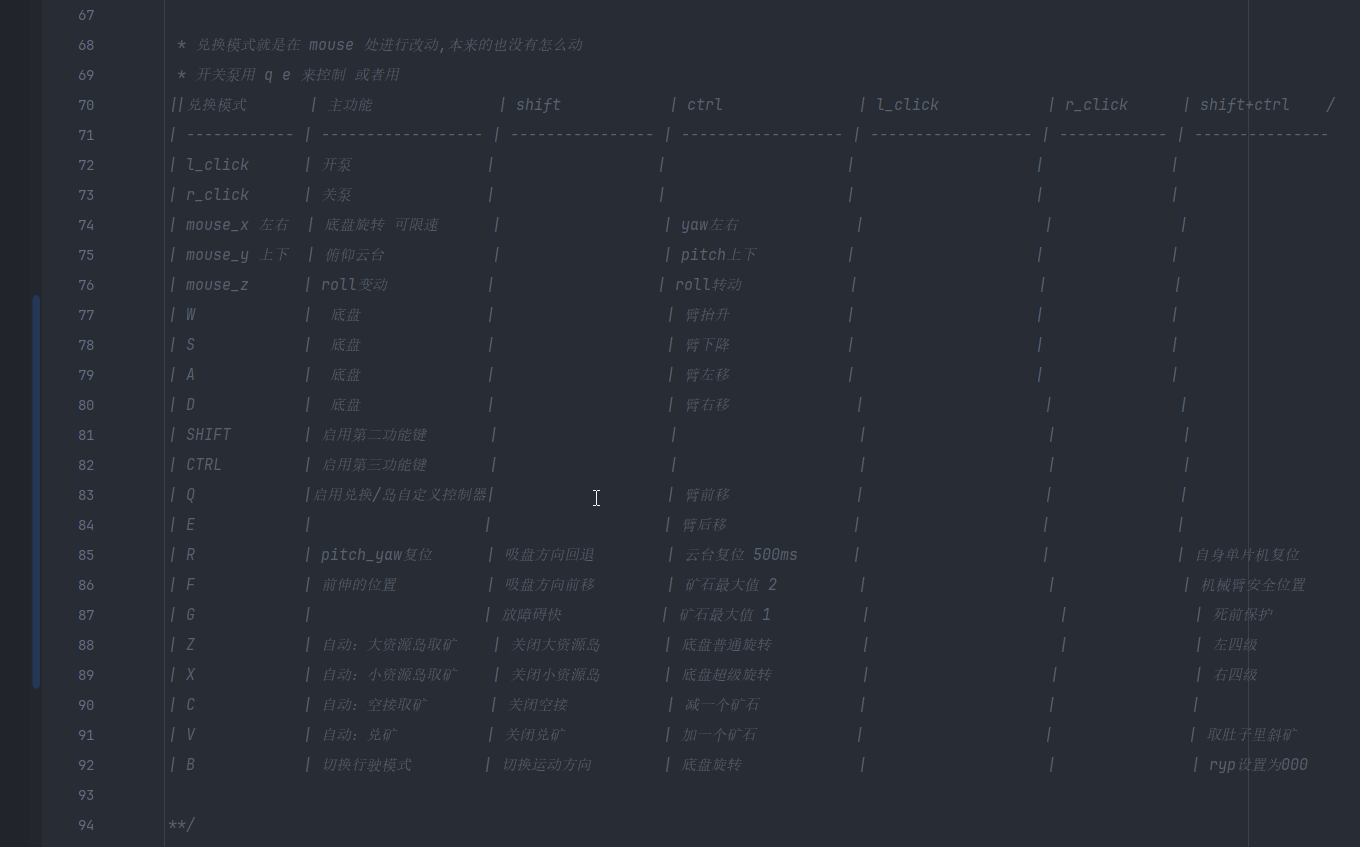 67
68 * 兑换模式就是在 mouse 处进行改动,本来的也没有怎么动
69 * 开关泵用 q e 来控制 或者用
70 ||兑换模式 | 主功能 | shift | ctrl | l_click | r_click | shift+ctrl /
71 | ------------ | ------------------ | ---------------- | ------------------ | ------------------ | ------------ | ---------------
72 | l_click | 开泵 | | | | |
73 | r_click | 关泵 | | | | |
74 | mouse_x 左右 | 底盘旋转 可限速 | | yaw左右 | | |
75 | mouse_y 上下 | 俯仰云台 | | pitch上下 | | |
76 | mouse_z | roll变动 | | roll转动 | | |
77 | W | 底盘 | | 臂抬升 | | |
78 | S | 底盘 | | 臂下降 | | |
79 | A | 底盘 | | 臂左移 | | |
80 | D | 底盘 | | 臂右移 | | |
81 | SHIFT | 启用第二功能键 | | | | |
82 | CTRL | 启用第三功能键 | | | | |
83 | Q |启用兑换/岛自定义控制器| | 臂前移 | | |
84 | E | | | 臂后移 | | |
85 | R | pitch_yaw复位 | 吸盘方向回退 | 云台复位 500ms | | | 自身单片机复位
86 | F | 前伸的位置 | 吸盘方向前移 | 矿石最大值 2 | | | 机械臂安全位置
87 | G | | 放障碍快 | 矿石最大值 1 | | | 死前保护
88 | Z | 自动: 大资源岛取矿 | 关闭大资源岛 | 底盘普通旋转 | | | 左四级
89 | X | 自动: 小资源岛取矿 | 关闭小资源岛 | 底盘超级旋转 | | | 右四级
90 | C | 自动: 空接取矿 | 关闭空接 | 减一个矿石 | | |
91 | V | 自动: 兑矿 | 关闭兑矿 | 加一个矿石 | | | 取肚子里斜矿
92 | B | 切换行驶模式 | 切换运动方向 | 底盘旋转 | | | ryp设置为000
93
94 **/